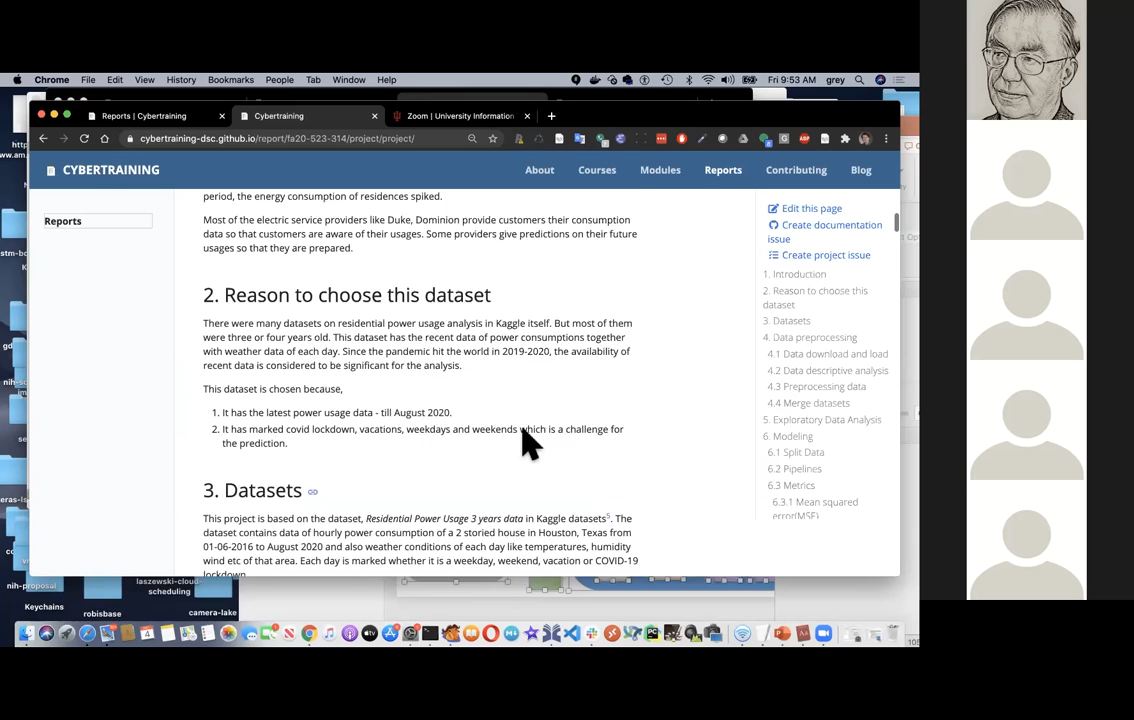 Chrome File Edit View History Bookmarks People Tab Window Help
Fri 9:53 AM grey
Reports | Cybertraining
Cybertraining
Zoom | University Information
cybertraining-dsc.github.io/report/fa20-523-314/project/project/
CYBERTRAINING
About Courses Modules Reports Contributing Blog
Reports
period, the energy consumption of residences spiked.
Most of the electric service providers like Duke, Dominion provide customers their consumption
data so that customers are aware of their usages. Some providers give predictions on their future
usages so that they are prepared.
2. Reason to choose this dataset
There were many datasets on residential power usage analysis in Kaggle itself. But most of them
were three or four years old. This dataset has the recent data of power consumptions together
with weather data of each day. Since the pandemic hit the world in 2019-2020, the availability of
recent data is considered to be significant for the analysis.
This dataset is chosen because,
1. It has the latest power usage data - till August 2020.
2. It has marked covid lockdown, vacations, weekdays and weekends which is a challenge for
the prediction.
3. Datasets
This project is based on the dataset, Residential Power Usage 3 years data in Kaggle datasets5. The
dataset contains data of hourly power consumption of a 2 storied house in Houston, Texas from
01-06-2016 to August 2020 and also weather conditions of each day like temperatures, humidity
wind etc of that area. Each day is marked whether it is a weekday, weekend, vacation or COVID-19
lockdown.
Edit this page
Create documentation
issue
Create project issue
1. Introduction
2. Reason to choose this
dataset
3. Datasets
4. Data preprocessing
4.1 Data download and load
4.2 Data descriptive analysis
4.3 Preprocessing data
4.4 Merge datasets
5. Exploratory Data Analysis
6. Modeling
6.1 Split Data
6.2 Pipelines
6.3 Metrics
6.3.1 Mean squared
error(MSE)
nih-proposal
Keychains
robisbase
laszewski-cloud-
scheduling
camera-lake